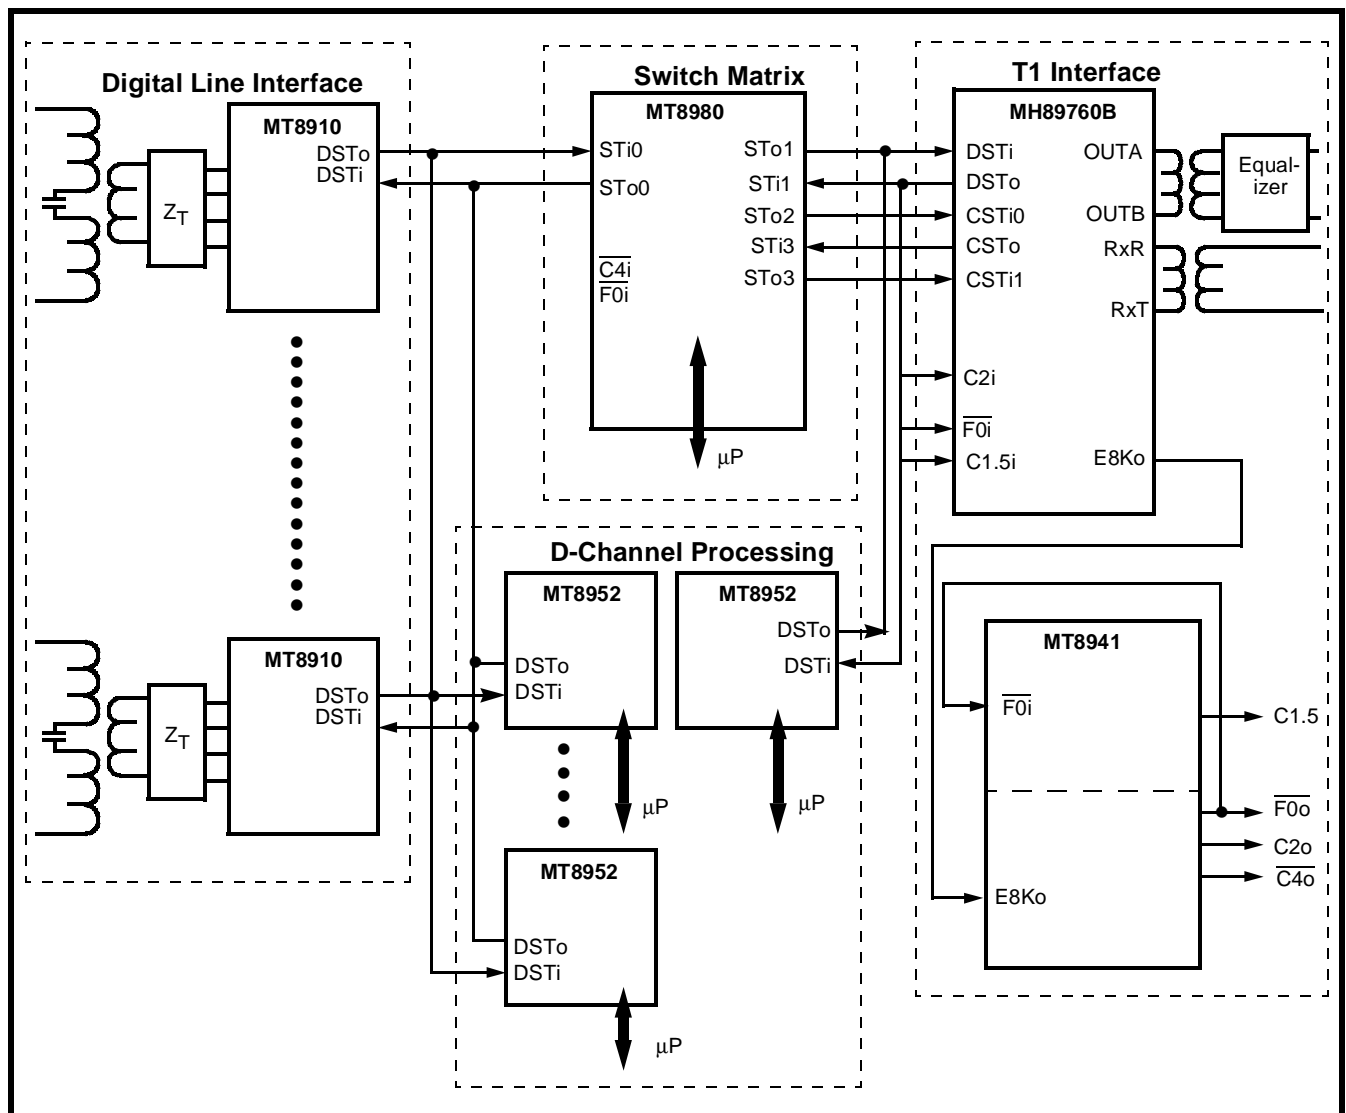 Digital Line Interface
MT8910
DSTo
DSTi
ZT
MT8910
DSTo
DSTi
ZT
Switch Matrix
MT8980
STi0
STo0
C4i
F0i
STo1
STi1
STo2
STi3
STo3
µP
D-Channel Processing
MT8952
DSTo
DSTi
µP
MT8952
DSTo
DSTi
µP
MT8952
DSTo
DSTi
µP
T1 Interface
MH89760B
DSTi
DSTo
CSTi0
CSTo
CSTi1
C2i
F0i
C1.5i
OUTA
OUTB
RxR
RxT
E8Ko
Equal-
izer
MT8941
F0i
E8Ko
C1.5
F0o
C2o
C4o